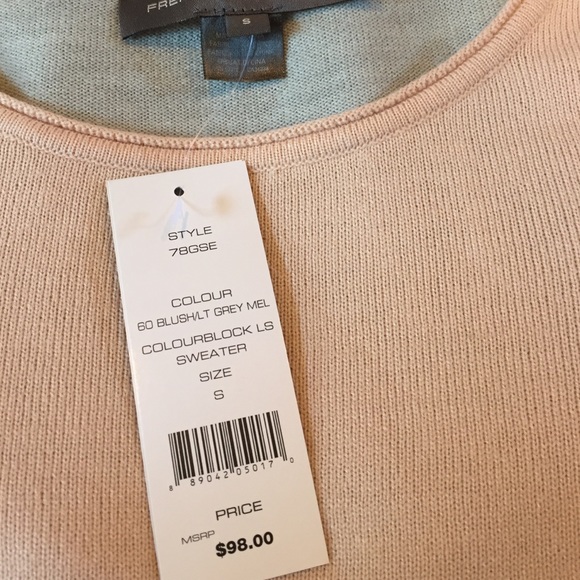 S
STYLE
78GSE
COLOUR
60 BLUSH/LT GREY MEL
COLOURBLOCK LS
SWEATER
SIZE
S
8 89042 05017 0
PRICE
MSRP $98.00